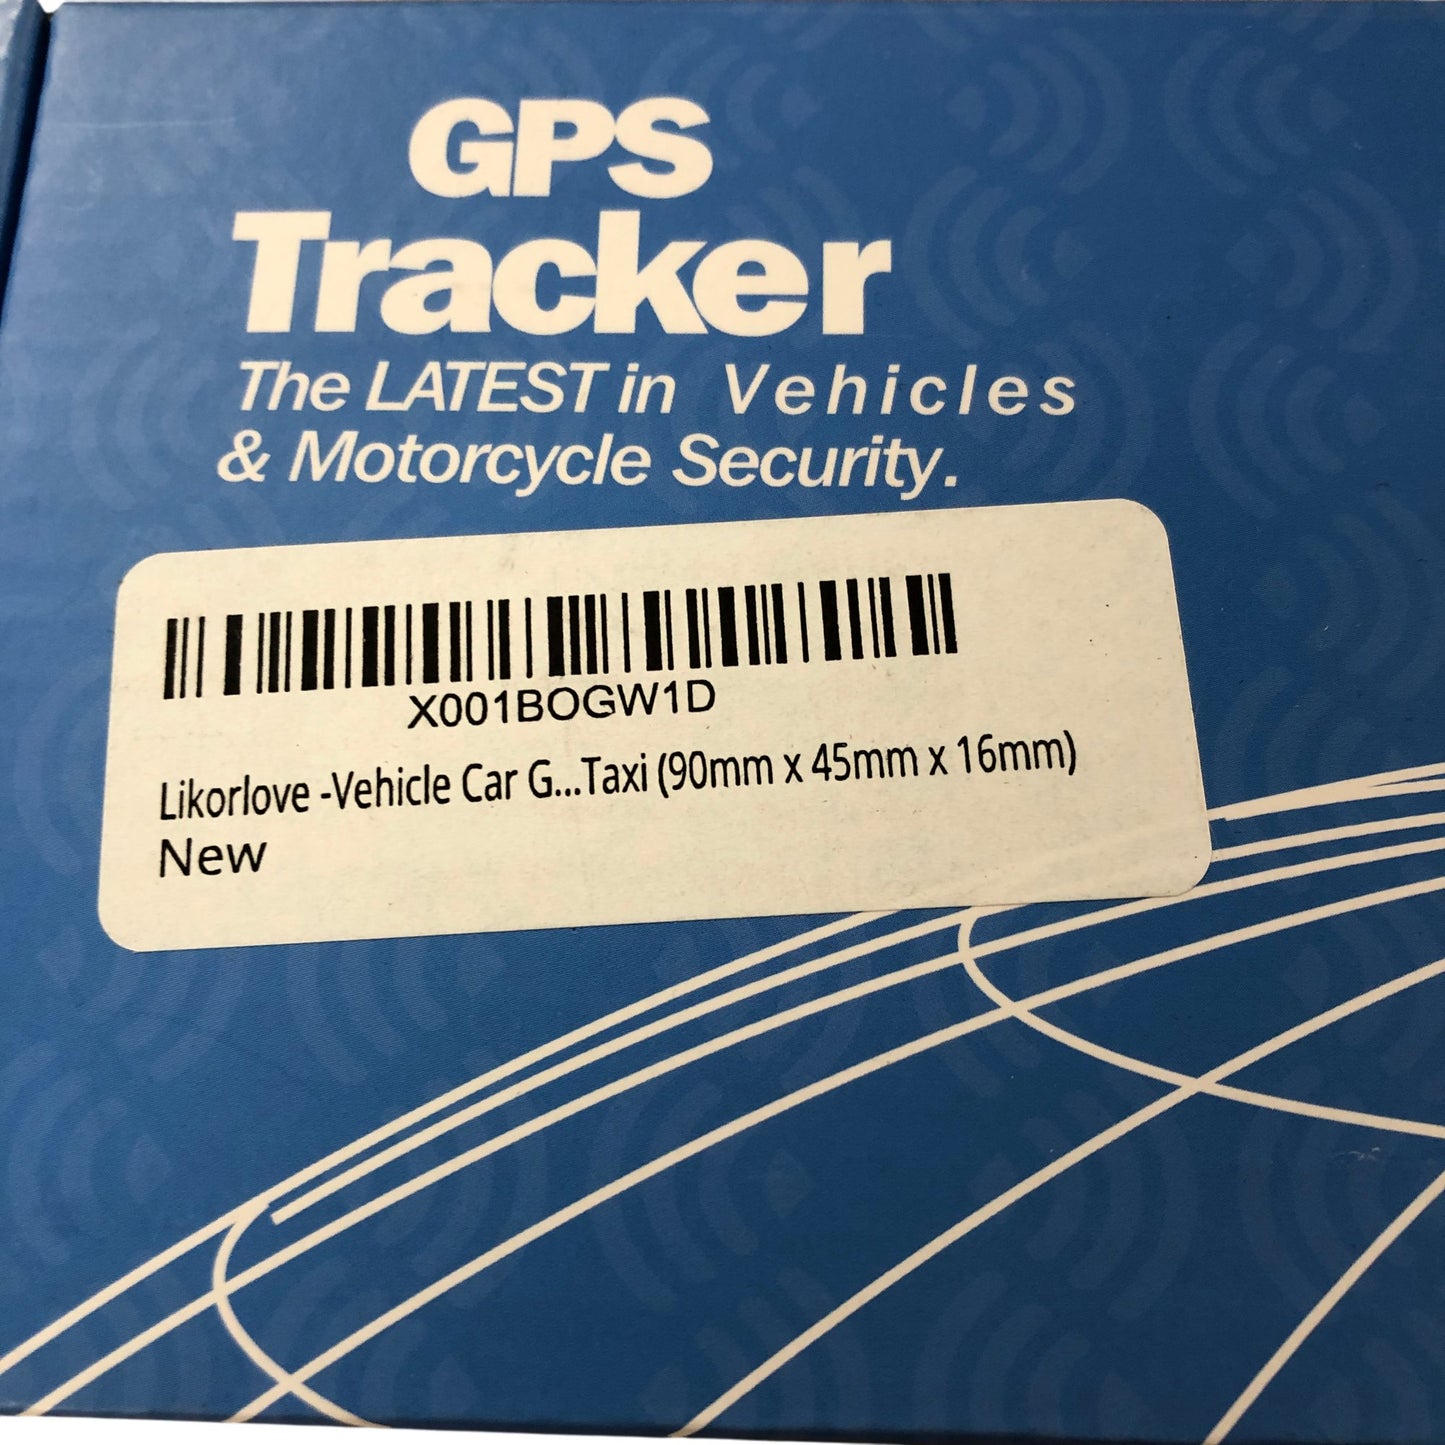 GPS
Tracker
The LATEST in Vehicles
& Motorcycle Security.
X001BOGW1D
Likorlove -Vehicle Car G...Taxi (90mm x 45mm x 16mm)
New